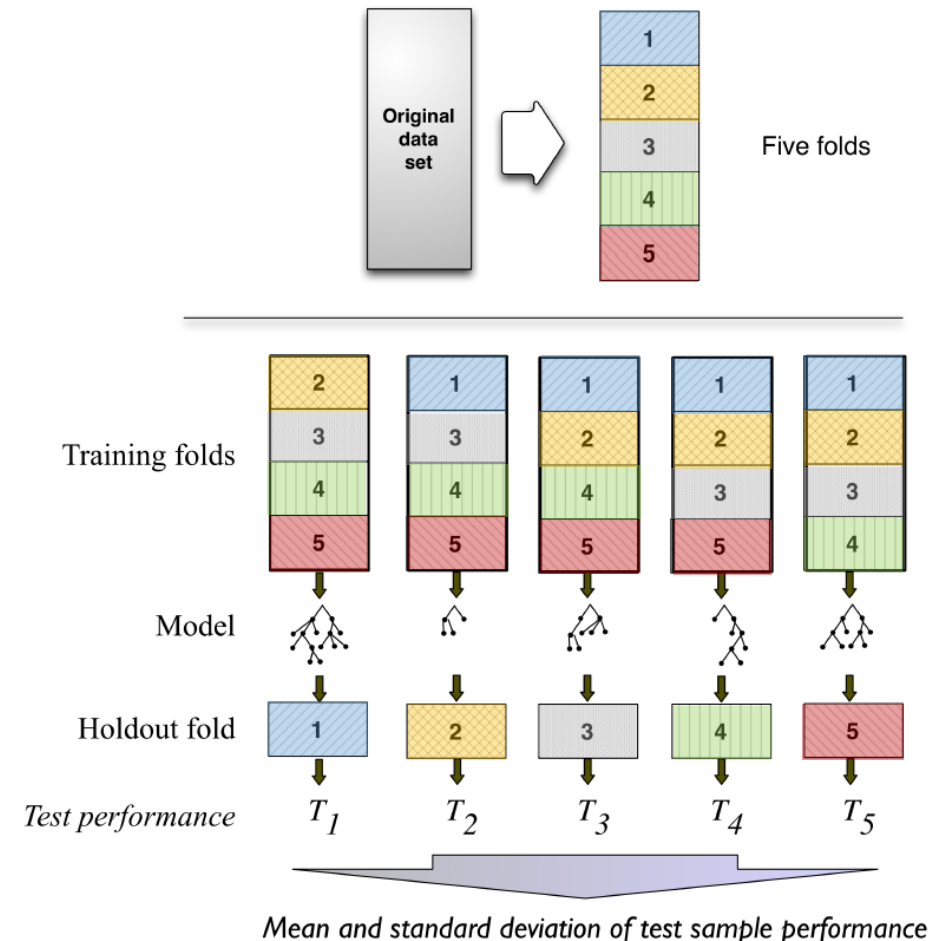 Original
data
set
1
2
3
4
5
Five folds
Training folds
2
3
4
5
1
3
4
5
1
2
4
5
1
2
3
5
1
2
3
4
Model
Holdout fold
1 2 3 4 5
Test performance
T1 T2 T3 T4 T5
Mean and standard deviation of test sample performance